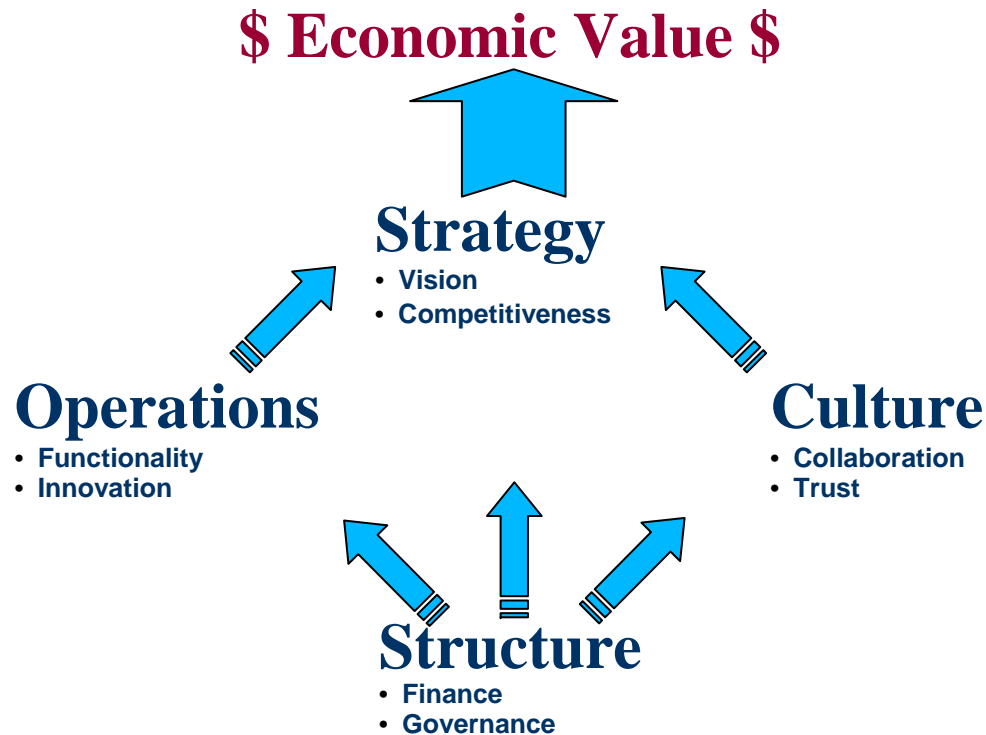 $ Economic Value $
Strategy
• Vision
• Competitiveness
Operations
• Functionality
• Innovation
Culture
• Collaboration
• Trust
Structure
• Finance
• Governance